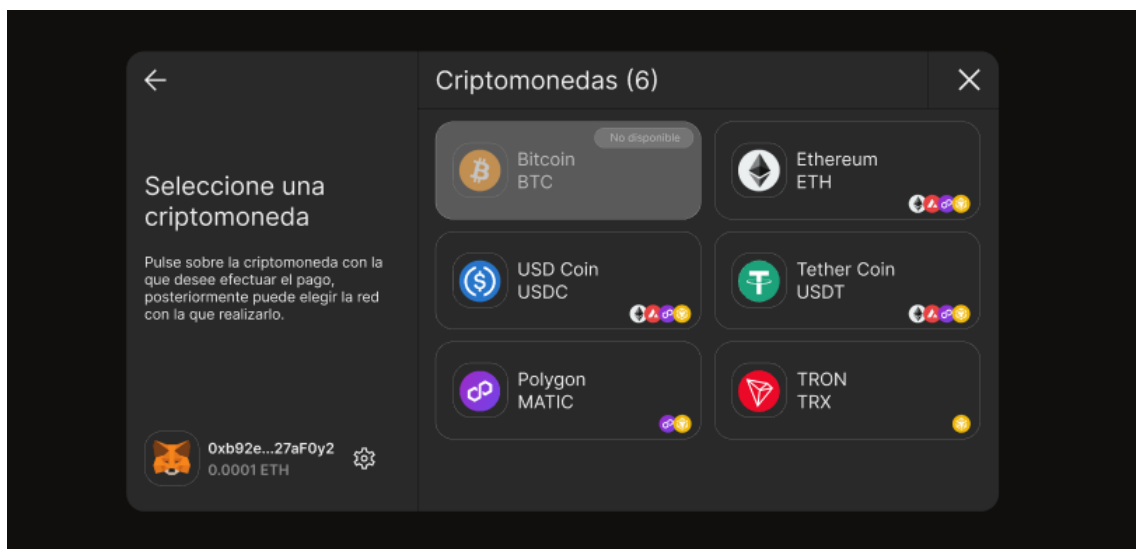 Seleccione una
criptomoneda
Pulse sobre la criptomoneda con la
que desee efectuar el pago,
posteriormente puede elegir la red
con la que realizarlo.
0xb92e...27aF0y2
0.0001 ETH
Criptomonedas (6)
No disponible
Bitcoin
BTC
Ethereum
ETH
USD Coin
USDC
Tether Coin
USDT
Polygon
MATIC
TRON
TRX